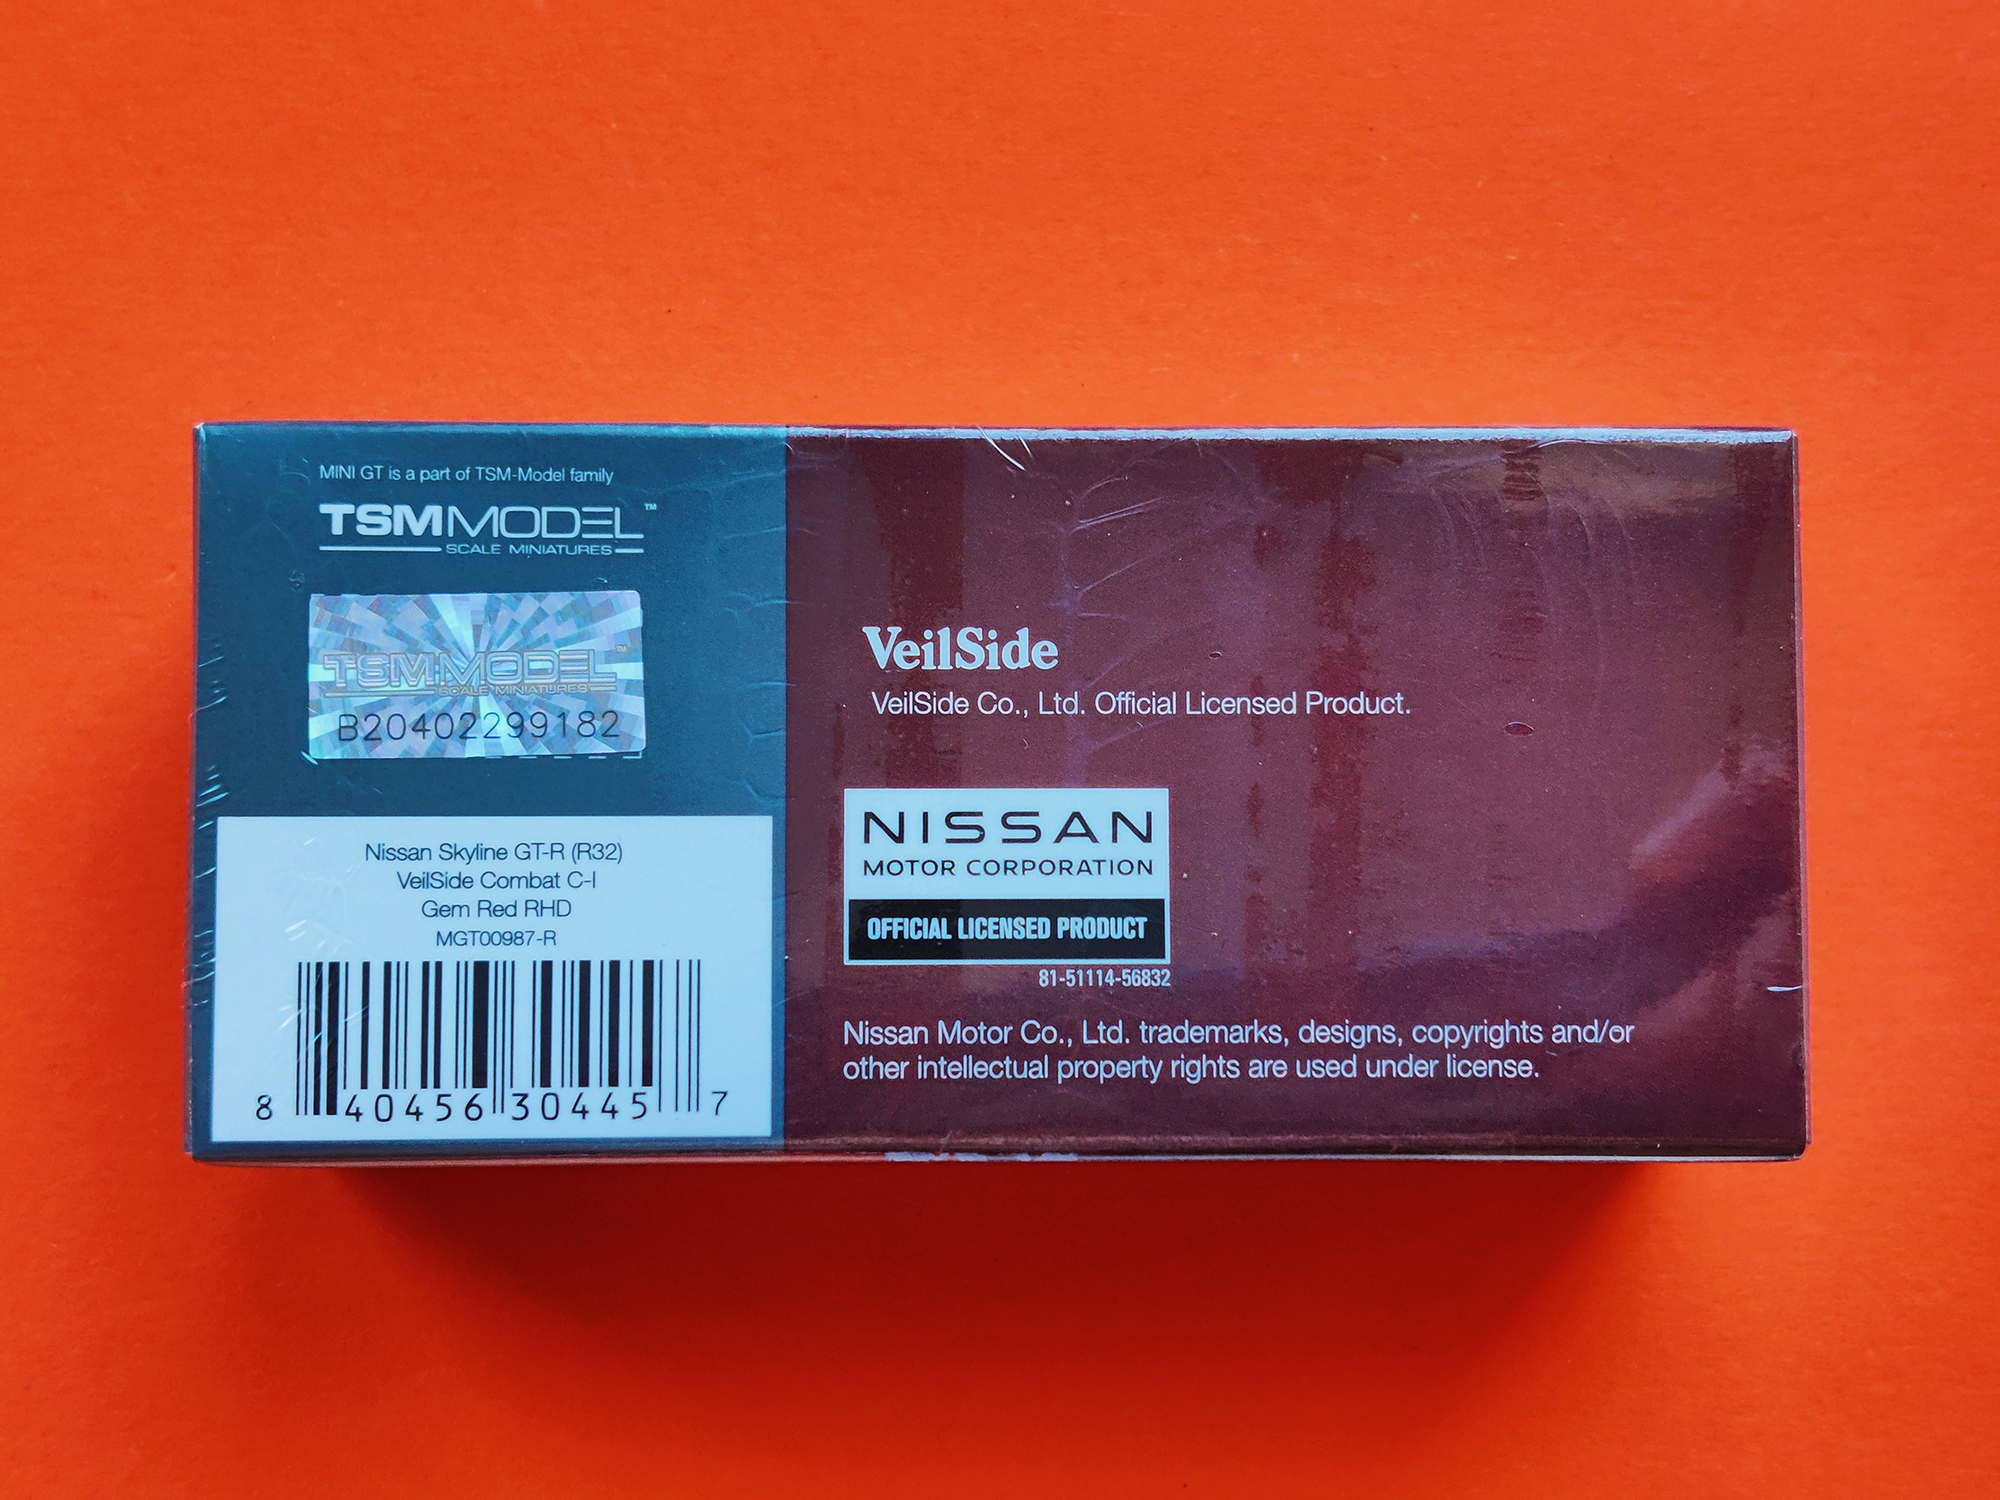 MINI GT is a part of TSM-Model family
TSMMODEL™
SCALE MINIATURES
TSMMODEL™
SCALE MINIATURES
B20402299182
Nissan Skyline GT-R (R32)
VeilSide Combat C-I
Gem Red RHD
MGT00987-R
8 40456 30445 7
VeilSide
VeilSide Co., Ltd. Official Licensed Product.
NISSAN
MOTOR CORPORATION
OFFICIAL LICENSED PRODUCT
81-51114-56832
Nissan Motor Co., Ltd. trademarks, designs, copyrights and/or
other intellectual property rights are used under license.